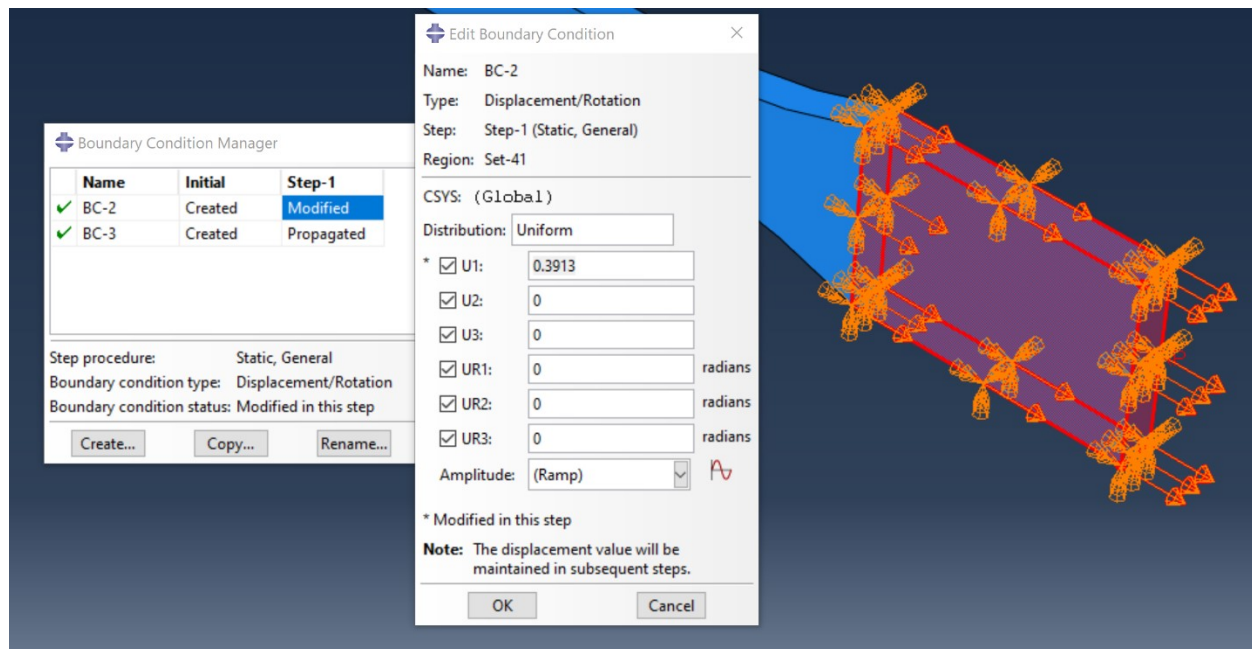 Boundary Condition Manager
Name Initial Step-1
BC-2 Created Modified
BC-3 Created Propagated
Step procedure: Static, General
Boundary condition type: Displacement/Rotation
Boundary condition status: Modified in this step
Create... Copy... Rename...
Edit Boundary Condition
Name: BC-2
Type: Displacement/Rotation
Step: Step-1 (Static, General)
Region: Set-41
CSYS: (Global)
Distribution: Uniform
* U1: 0.3913
U2: 0
U3: 0
UR1: 0 radians
UR2: 0 radians
UR3: 0 radians
Amplitude: (Ramp)
* Modified in this step
Note: The displacement value will be
maintained in subsequent steps.
OK Cancel